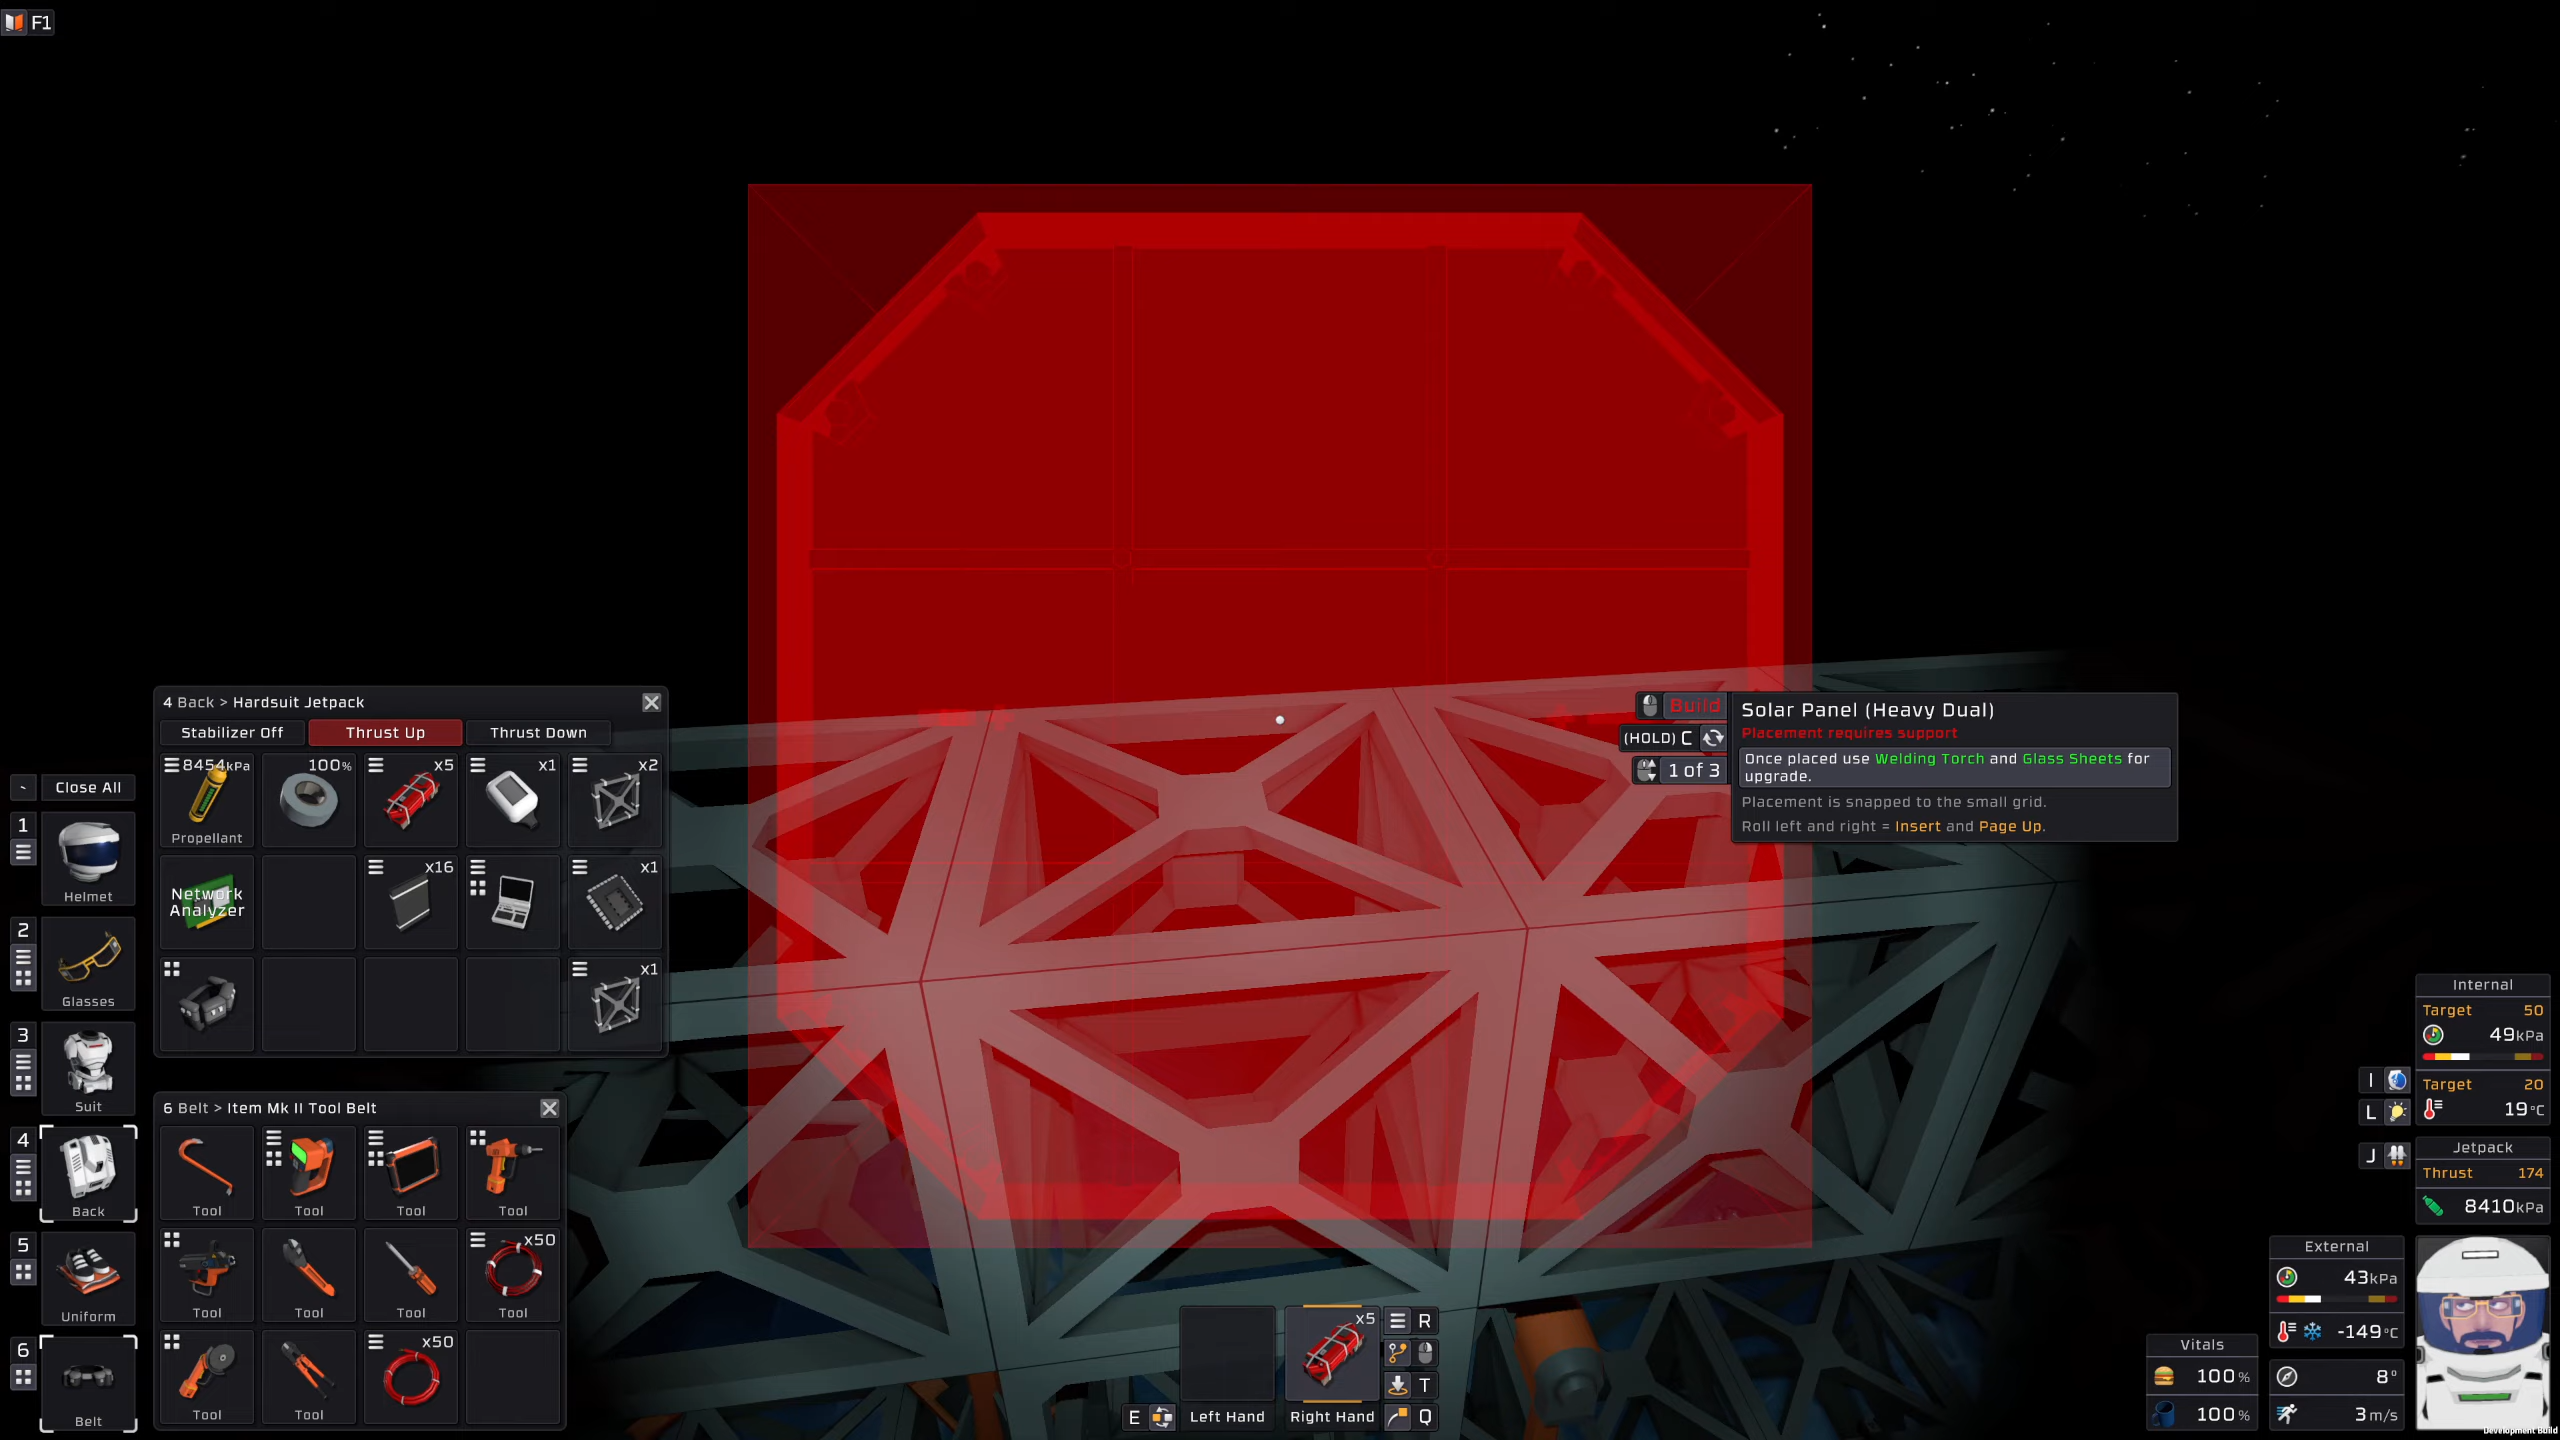 F1
Build
Solar Panel (Heavy Dual)
Placement requires support
(HOLD) C
1 of 3
Once placed use Welding Torch and Glass Sheets for
upgrade.
Placement is snapped to the small grid.
Roll left and right = Insert and Page Up.
4 Back > Hardsuit Jetpack
Stabilizer Off
Thrust Up
Thrust Down
8454kPa
100%
x5
x1
x2
Propellant
Network
Analyzer
x16
x1
x1
- Close All
1
Helmet
2
Glasses
3
Suit
4
Back
5
Uniform
6
Belt
6 Belt > Item Mk II Tool Belt
Tool
Tool
Tool
Tool
x50
Tool
Tool
Tool
Tool
x50
Tool
Tool
Tool
x5
R
T
E
Left Hand
Right Hand
Q
Internal
Target 50
49kPa
Target 20
19°C
I
L
J
Jetpack
Thrust 174
8410kPa
External
43kPa
-149°C
8°
3m/s
Vitals
100%
100%
Development Build